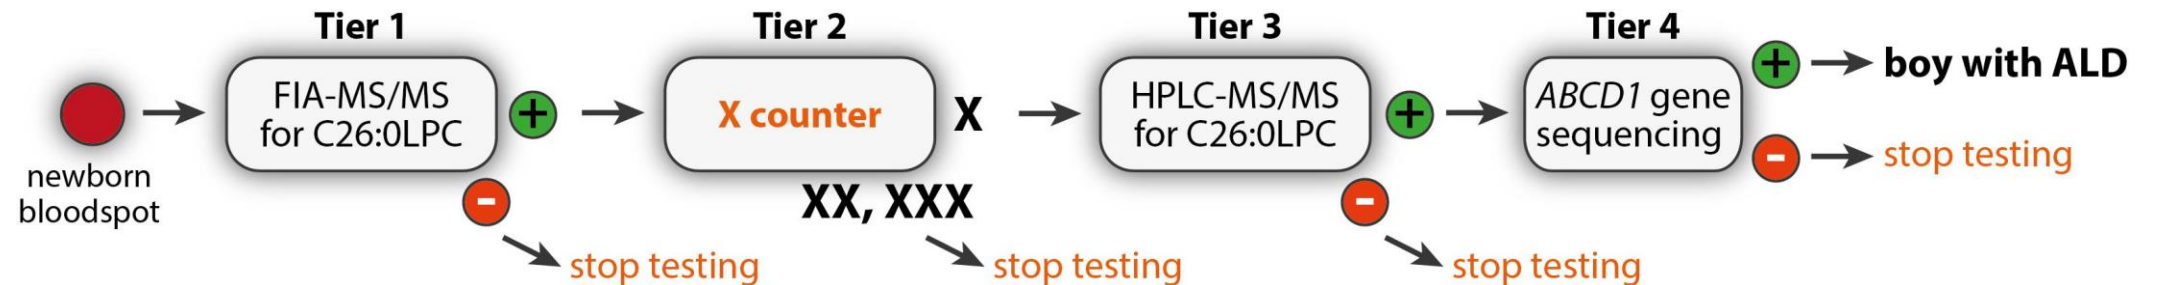 newborn
bloodspot
Tier 1
FIA-MS/MS
for C26:0LPC
+
-
stop testing
Tier 2
X counter
X
XX, XXX
stop testing
Tier 3
HPLC-MS/MS
for C26:0LPC
+
-
stop testing
Tier 4
ABCD1 gene
sequencing
+
boy with ALD
-
stop testing